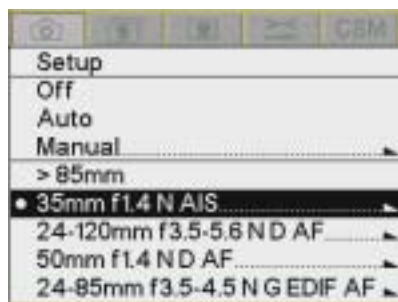 CSM
Setup
Off
Auto
Manual
> 85mm
35mm f1.4 N AIS
24-120mm f3.5-5.6 N D AF
50mm f1.4 N D AF
24-85mm f3.5-4.5 N G EDIF AF